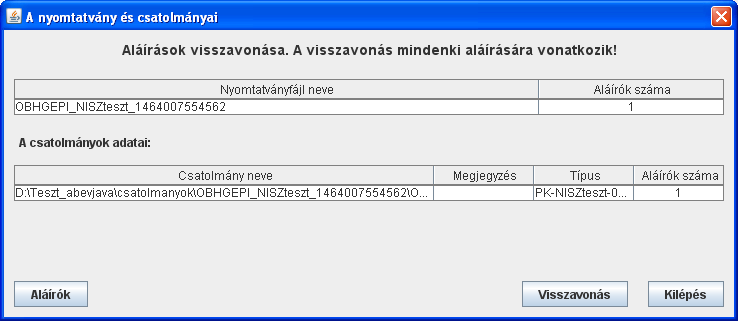 A nyomtatvány és csatolmányai
Aláírások visszavonása. A visszavonás mindenki aláírására vonatkozik!
Nyomtatványfájl neve Aláírók száma
OBHGEPI_NISZteszt_1464007554562 1
A csatolmányok adatai:
Csatolmány neve Megjegyzés Típus Aláírók száma
D:\Teszt_abevjava\csatolmanyok\OBHGEPI_NISZteszt_1464007554562\O... PK-NISZteszt-0... 1
Aláírók Visszavonás Kilépés